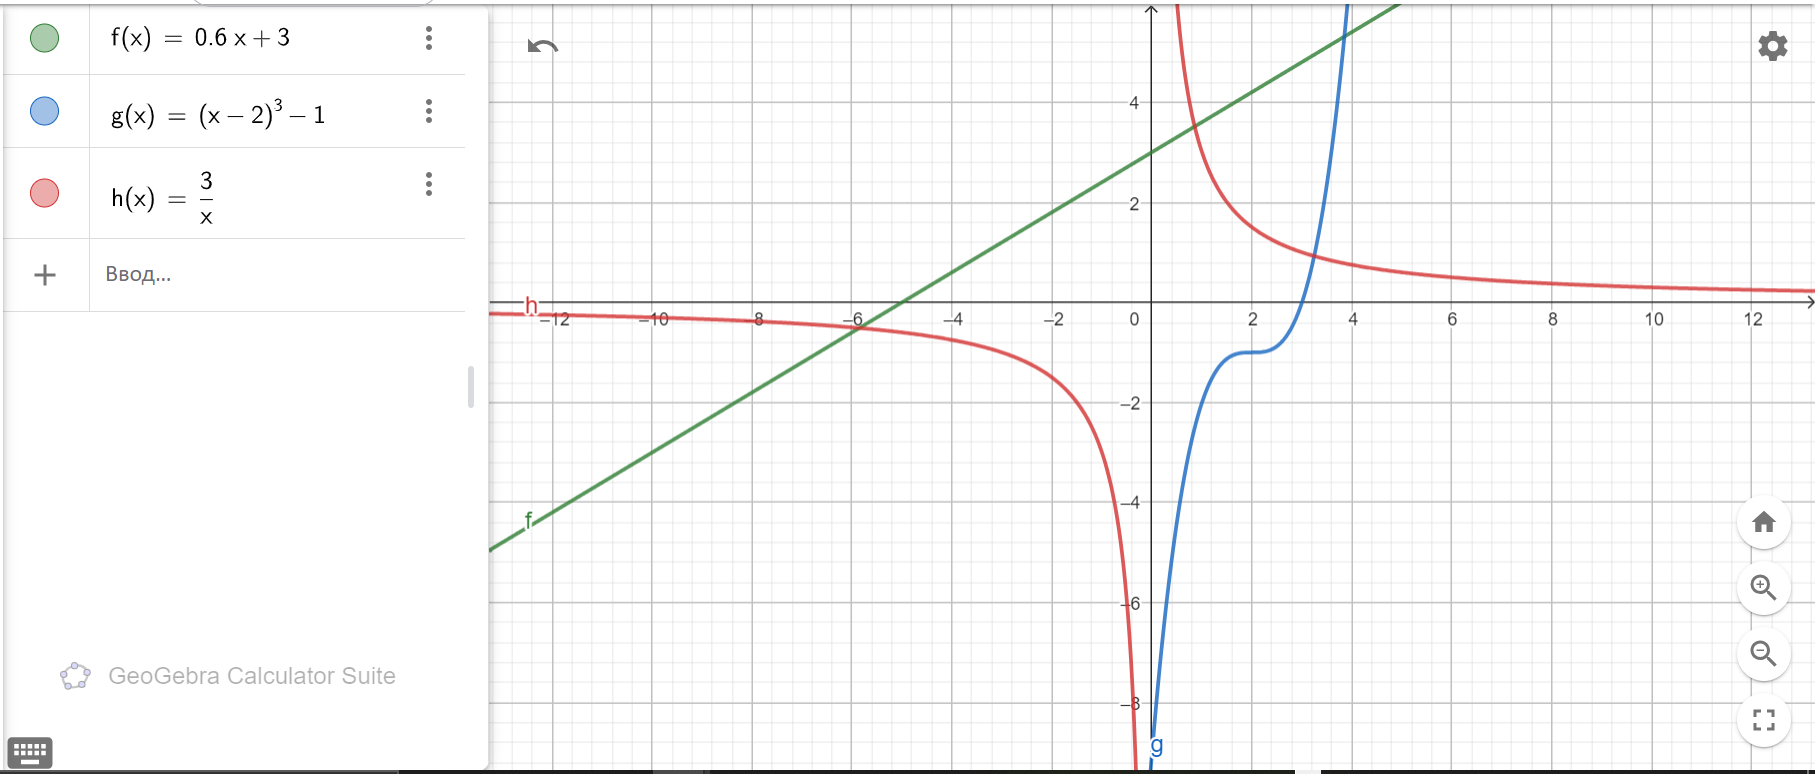 f(x) = 0.6 x + 3
g(x) = (x – 2)³ – 1
h(x) = 3/x
+ Ввод...
GeoGebra Calculator Suite
4
2
h
–12 –10 –8 –6 –4 –2 0 2 4 6 8 10 12
–2
–4
f
–6
–8
g